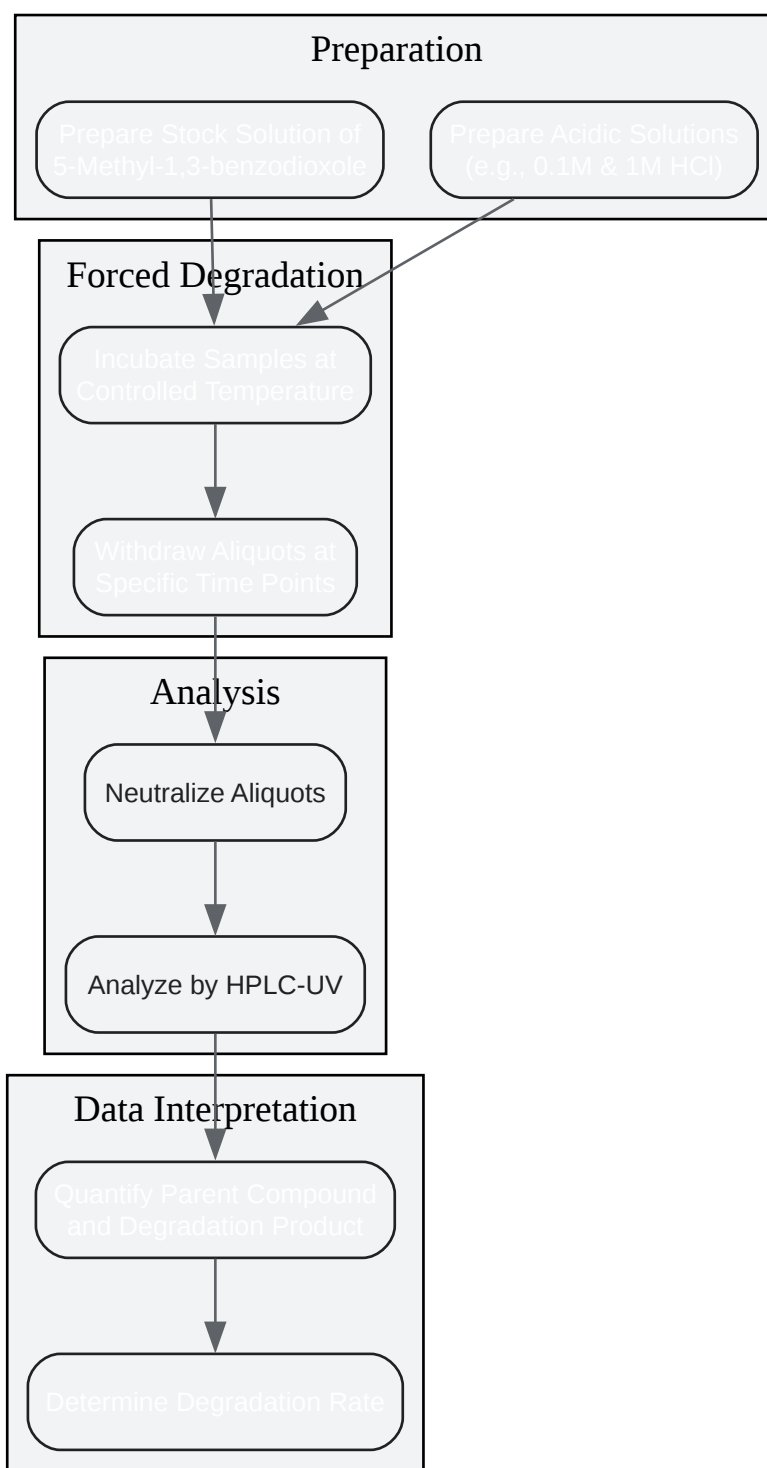 Preparation
Prepare Stock Solution of
5-Methyl-1,3-benzodioxole
Prepare Acidic Solutions
(e.g., 0.1M & 1M HCl)
Forced Degradation
Incubate Samples at
Controlled Temperature
Withdraw Aliquots at
Specific Time Points
Analysis
Neutralize Aliquots
Analyze by HPLC-UV
Data Interpretation
Quantify Parent Compound
and Degradation Product
Determine Degradation Rate